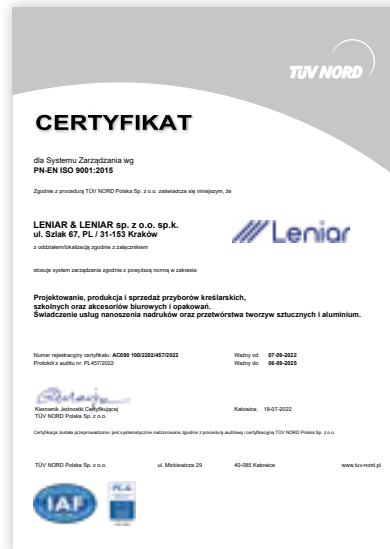 TÜV NORD
CERTYFIKAT
dla Systemu Zarządzania wg
PN-EN ISO 9001:2015
Zgodnie z procedurą TÜV NORD Polska Sp. z o.o. zaświadcza się niniejszym, że
LENIAR & LENIAR sp. z o.o. sp.k.
ul. Szlak 67, PL / 31-153 Kraków
Leniar
z oddziałem/lokalizacją zgodnie z załącznikiem
stosuje system zarządzania zgodnie z powyższą normą w zakresie:
Projektowanie, produkcja i sprzedaż przyborów kreślarskich,
szkolnych oraz akcesoriów biurowych i opakowań.
Świadczenie usług nanoszenia nadruków oraz przetwórstwa tworzyw sztucznych i aluminium.
Numer rejestracyjny certyfikatu: AC090 100/2202/457/2022 Ważny od 07-09-2022
Protokół z auditu nr: PL457/2022 Ważny do 06-09-2025
Kierownik Jednostki Certyfikującej Katowice, 18-07-2022
TÜV NORD Polska Sp. z o.o.
Certyfikacja została przeprowadzona i jest systematycznie nadzorowana zgodnie z procedurą auditową i certyfikacyjną TÜV NORD Polska Sp. z o.o.
TÜV NORD Polska Sp. z o.o. ul. Mickiewicza 29 40-085 Katowice www.tuv-nord.pl
IAF